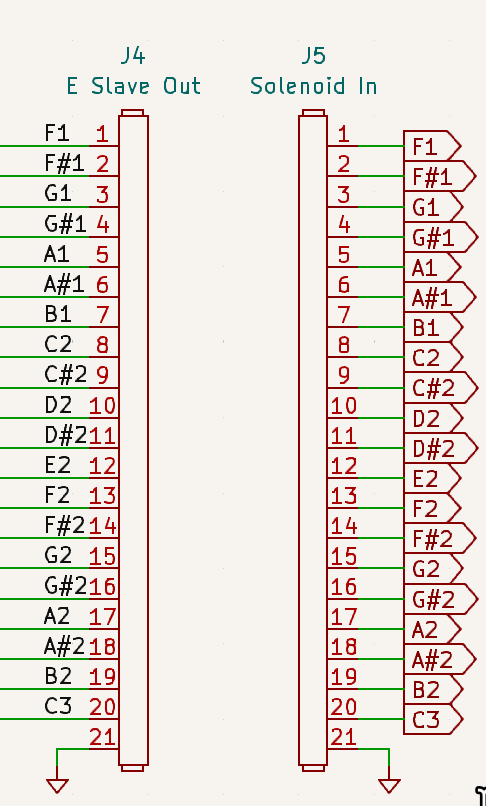 J4 J5
E Slave Out Solenoid In
F1 1 1 F1
F#1 2 2 F#1
G1 3 3 G1
G#1 4 4 G#1
A1 5 5 A1
A#1 6 6 A#1
B1 7 7 B1
C2 8 8 C2
C#2 9 9 C#2
D2 10 10 D2
D#2 11 11 D#2
E2 12 12 E2
F2 13 13 F2
F#2 14 14 F#2
G2 15 15 G2
G#2 16 16 G#2
A2 17 17 A2
A#2 18 18 A#2
B2 19 19 B2
C3 20 20 C3
21 21